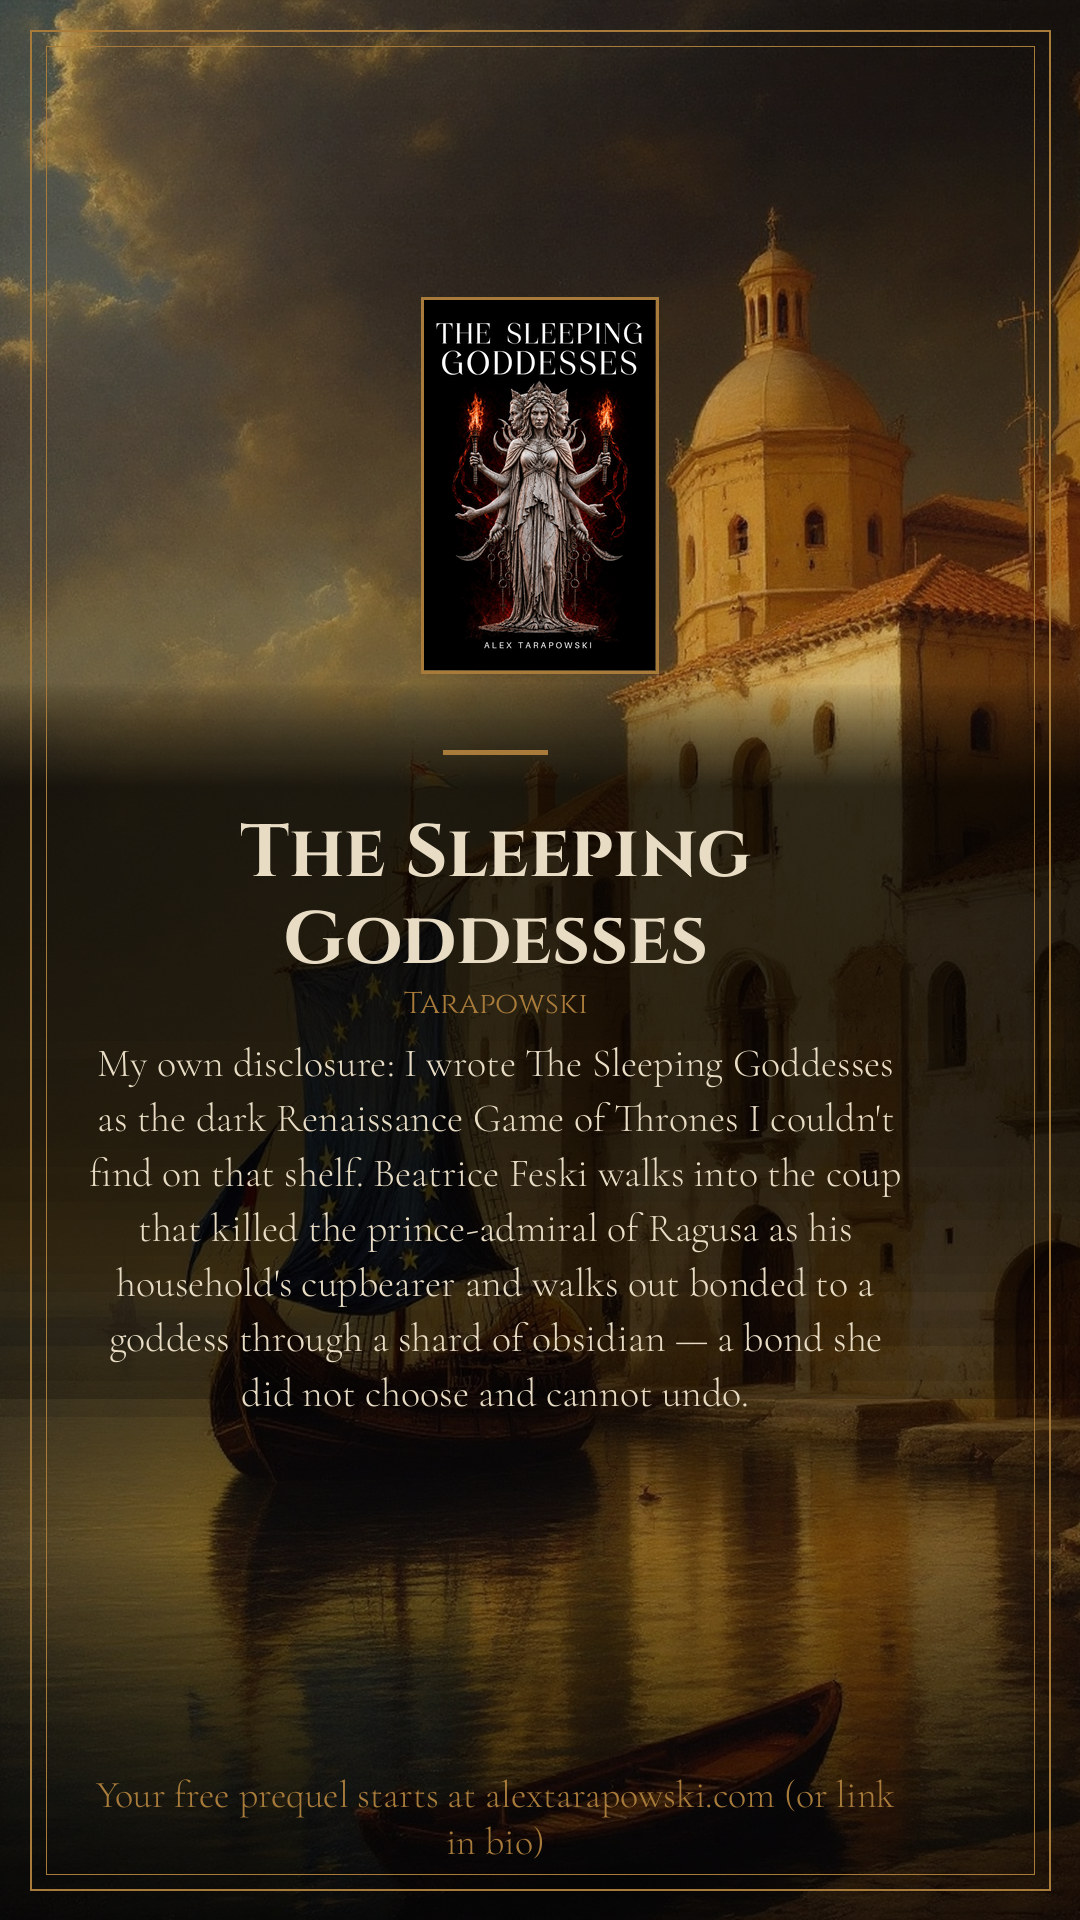 THE SLEEPING
GODDESSES
ALEX TARAPOWSKI
The Sleeping
Goddesses
Tarapowski
My own disclosure: I wrote The Sleeping Goddesses
as the dark Renaissance Game of Thrones I couldn't
find on that shelf. Beatrice Feski walks into the coup
that killed the prince-admiral of Ragusa as his
household's cupbearer and walks out bonded to a
goddess through a shard of obsidian — a bond she
did not choose and cannot undo.
Your free prequel starts at alextarapowski.com (or link
in bio)